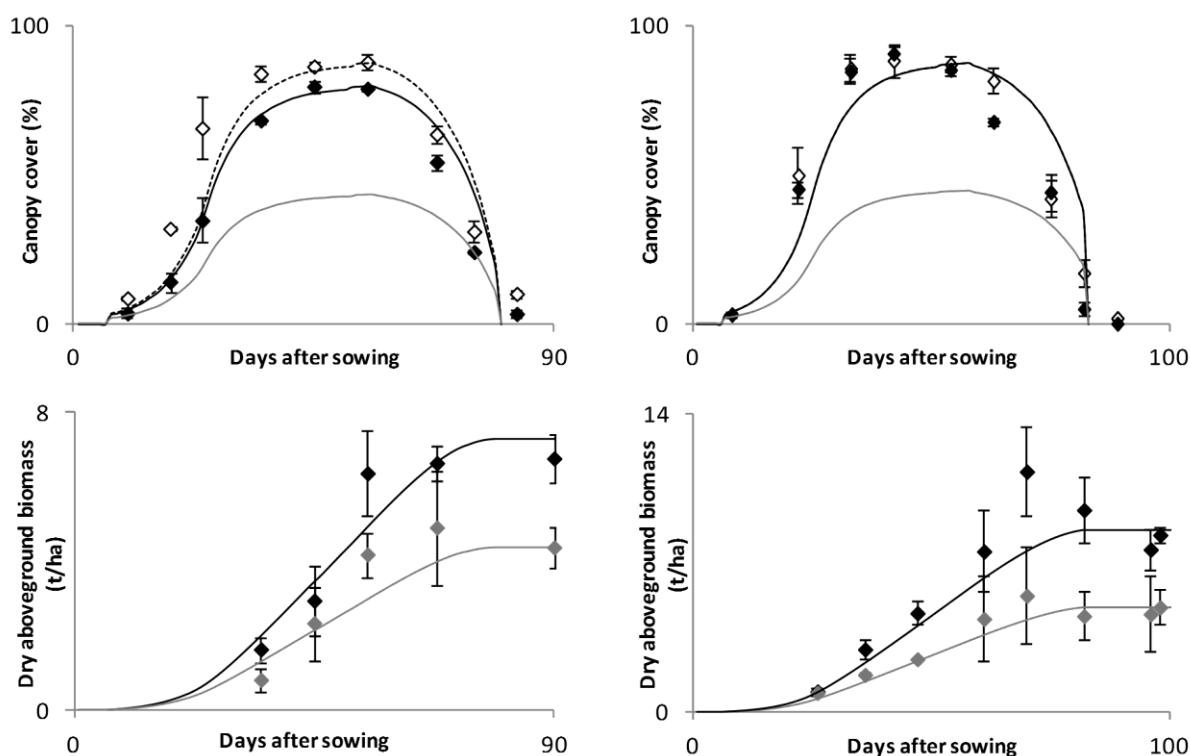 100
Canopy cover (%)
0
0
Days after sowing
90
100
Canopy cover (%)
0
0
Days after sowing
100
8
Dry aboveground biomass
(t/ha)
0
0
Days after sowing
90
14
Dry aboveground biomass
(t/ha)
0
0
Days after sowing
100